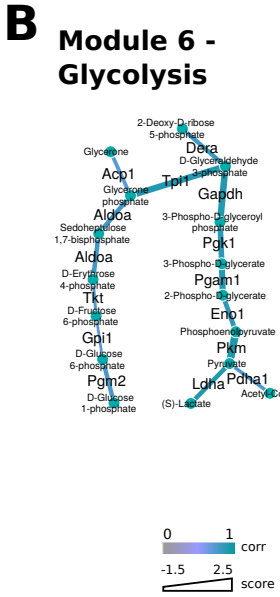 B
Module 6 -
Glycolysis
2-Deoxy-D-ribose
5-phosphate
Dera
Glycerone
D-Glyceraldehyde
3-phosphate
Acp1
Tpi1
Glycerone
phosphate
Gapdh
Aldoa
3-Phospho-D-glyceroyl
phosphate
Sedoheptulose
1,7-bisphosphate
Pgk1
Aldoa
3-Phospho-D-glycerate
D-Erythrose
4-phosphate
Pgam1
2-Phospho-D-glycerate
Tkt
D-Fructose
6-phosphate
Eno1
Phosphoenolpyruvate
Gpi1
Pkm
D-Glucose
6-phosphate
Pyruvate
Pgm2
Ldha
Pdha1
D-Glucose
1-phosphate
(S)-Lactate
0 1
corr
-1.5 2.5
score